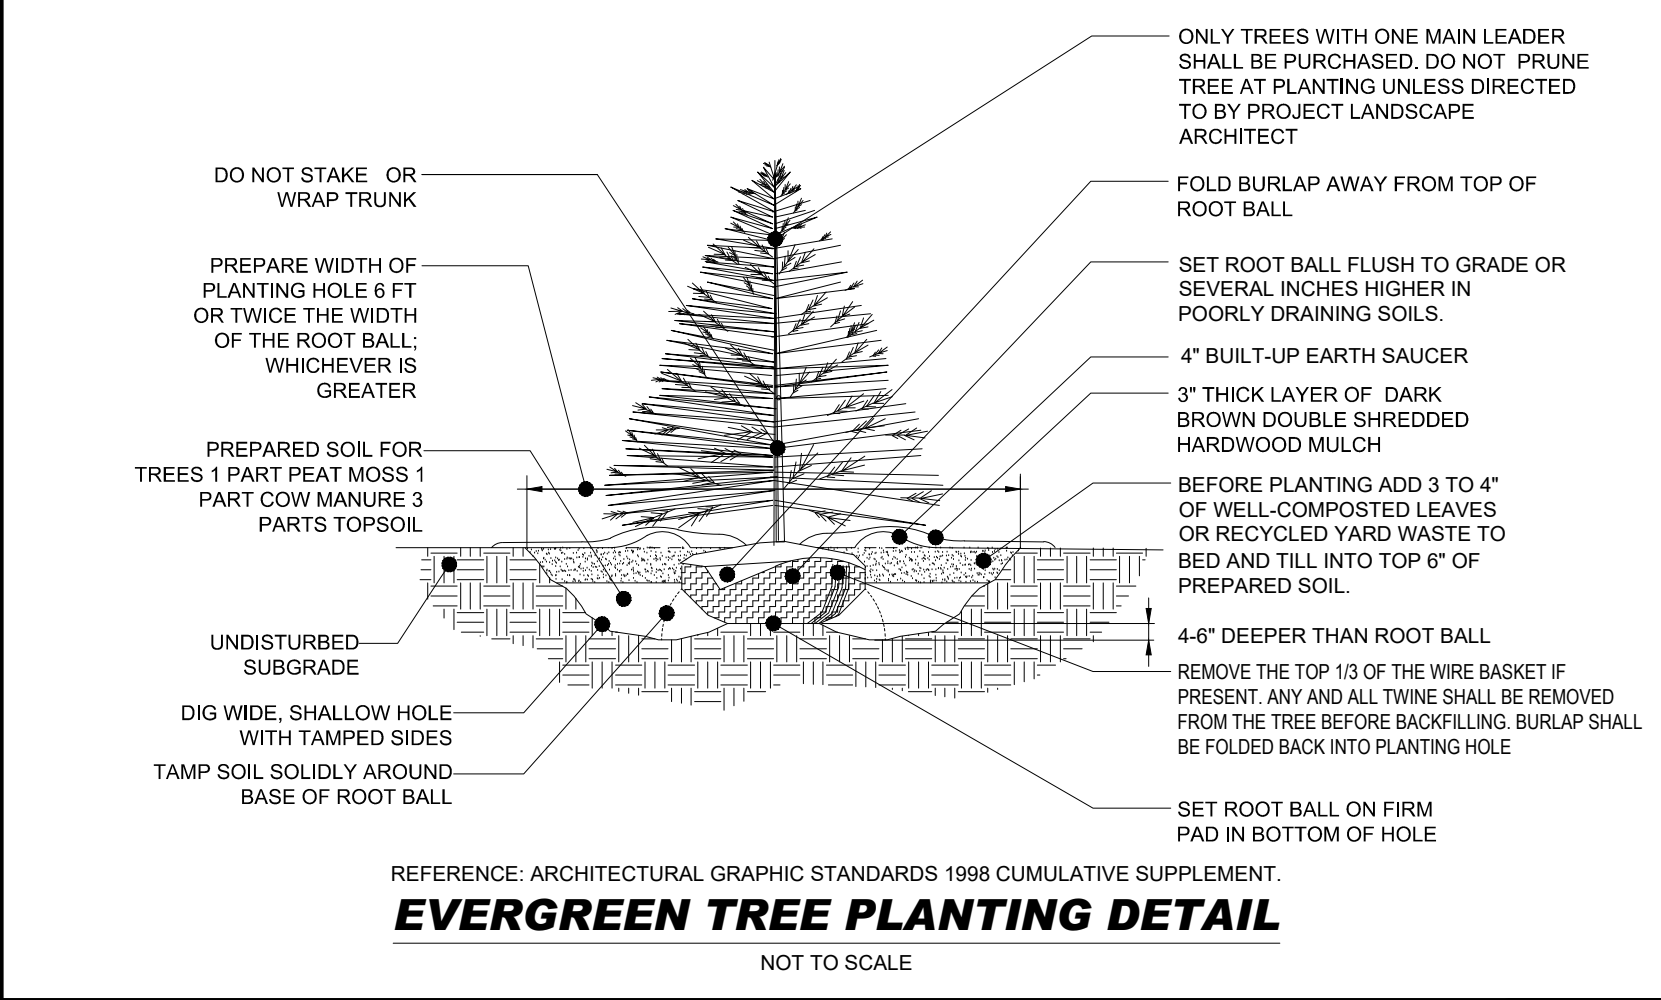 ONLY TREES WITH ONE MAIN LEADER
SHALL BE PURCHASED. DO NOT PRUNE
TREE AT PLANTING UNLESS DIRECTED
TO BY PROJECT LANDSCAPE
ARCHITECT
DO NOT STAKE OR
WRAP TRUNK
FOLD BURLAP AWAY FROM TOP OF
ROOT BALL
PREPARE WIDTH OF
PLANTING HOLE 6 FT
OR TWICE THE WIDTH
OF THE ROOT BALL;
WHICHEVER IS
GREATER
SET ROOT BALL FLUSH TO GRADE OR
SEVERAL INCHES HIGHER IN
POORLY DRAINING SOILS.
4" BUILT-UP EARTH SAUCER
3" THICK LAYER OF DARK
BROWN DOUBLE SHREDDED
HARDWOOD MULCH
PREPARED SOIL FOR
TREES 1 PART PEAT MOSS 1
PART COW MANURE 3
PARTS TOPSOIL
BEFORE PLANTING ADD 3 TO 4"
OF WELL-COMPOSTED LEAVES
OR RECYCLED YARD WASTE TO
BED AND TILL INTO TOP 6" OF
PREPARED SOIL.
UNDISTURBED
SUBGRADE
4-6" DEEPER THAN ROOT BALL
REMOVE THE TOP 1/3 OF THE WIRE BASKET IF
PRESENT. ANY AND ALL TWINE SHALL BE REMOVED
FROM THE TREE BEFORE BACKFILLING. BURLAP SHALL
BE FOLDED BACK INTO PLANTING HOLE
DIG WIDE, SHALLOW HOLE
WITH TAMPED SIDES
TAMP SOIL SOLIDLY AROUND
BASE OF ROOT BALL
SET ROOT BALL ON FIRM
PAD IN BOTTOM OF HOLE
REFERENCE: ARCHITECTURAL GRAPHIC STANDARDS 1998 CUMULATIVE SUPPLEMENT.
EVERGREEN TREE PLANTING DETAIL
NOT TO SCALE